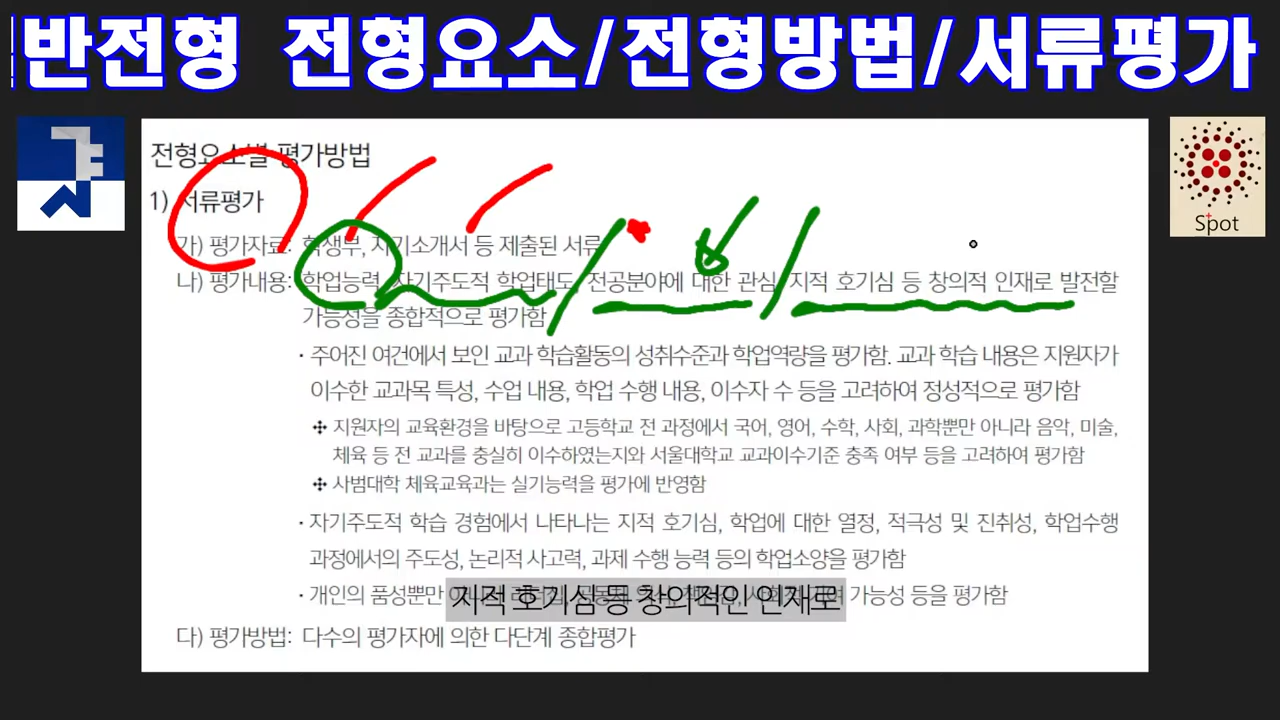 반전형 전형요소/전형방법/서류평가
Spot
전형요소별 평가방법
1) 서류평가
가) 평가자료: 학생부, 자기소개서 등 제출된 서류
나) 평가내용: 학업능력, 자기주도적 학업태도, 전공분야에 대한 관심, 지적 호기심 등 창의적 인재로 발전할
가능성을 종합적으로 평가함
· 주어진 여건에서 보인 교과 학습활동의 성취수준과 학업역량을 평가함. 교과 학습 내용은 지원자가
이수한 교과목 특성, 수업 내용, 학업 수행 내용, 이수자 수 등을 고려하여 정성적으로 평가함
✣ 지원자의 교육환경을 바탕으로 고등학교 전 과정에서 국어, 영어, 수학, 사회, 과학뿐만 아니라 음악, 미술,
체육 등 전 교과를 충실히 이수하였는지와 서울대학교 교과이수기준 충족 여부 등을 고려하여 평가함
✣ 사범대학 체육교육과는 실기능력을 평가에 반영함
· 자기주도적 학습 경험에서 나타나는 지적 호기심, 학업에 대한 열정, 적극성 및 진취성, 학업수행
과정에서의 주도성, 논리적 사고력, 과제 수행 능력 등의 학업소양을 평가함
· 개인의 품성뿐만 가능성 등을 평가함
지적 호기심 등 창의적인 인재로
다) 평가방법: 다수의 평가자에 의한 다단계 종합평가